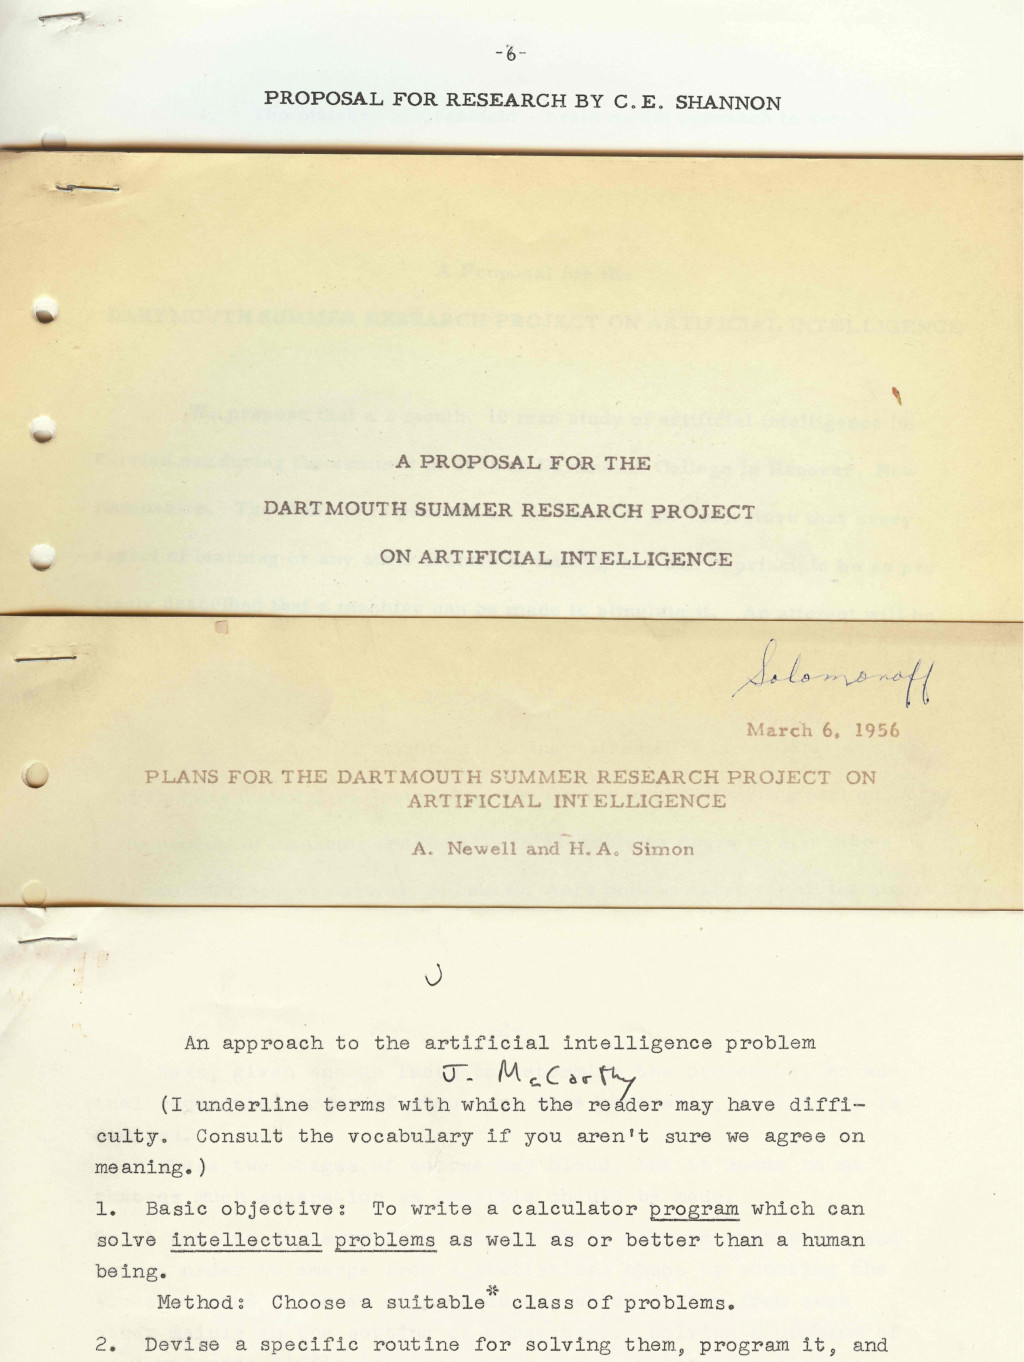 -6-
PROPOSAL FOR RESEARCH BY C.E. SHANNON
A PROPOSAL FOR THE
DARTMOUTH SUMMER RESEARCH PROJECT
ON ARTIFICIAL INTELLIGENCE
Solomonoff
March 6, 1956
PLANS FOR THE DARTMOUTH SUMMER RESEARCH PROJECT ON
ARTIFICIAL INTELLIGENCE
A. Newell and H.A. Simon
An approach to the artificial intelligence problem
J. McCarthy
(I underline terms with which the reader may have diffi-
culty. Consult the vocabulary if you aren't sure we agree on
meaning.)
1. Basic objective: To write a calculator program which can
solve intellectual problems as well as or better than a human
being.
Method: Choose a suitable* class of problems.
2. Devise a specific routine for solving them, program it, and